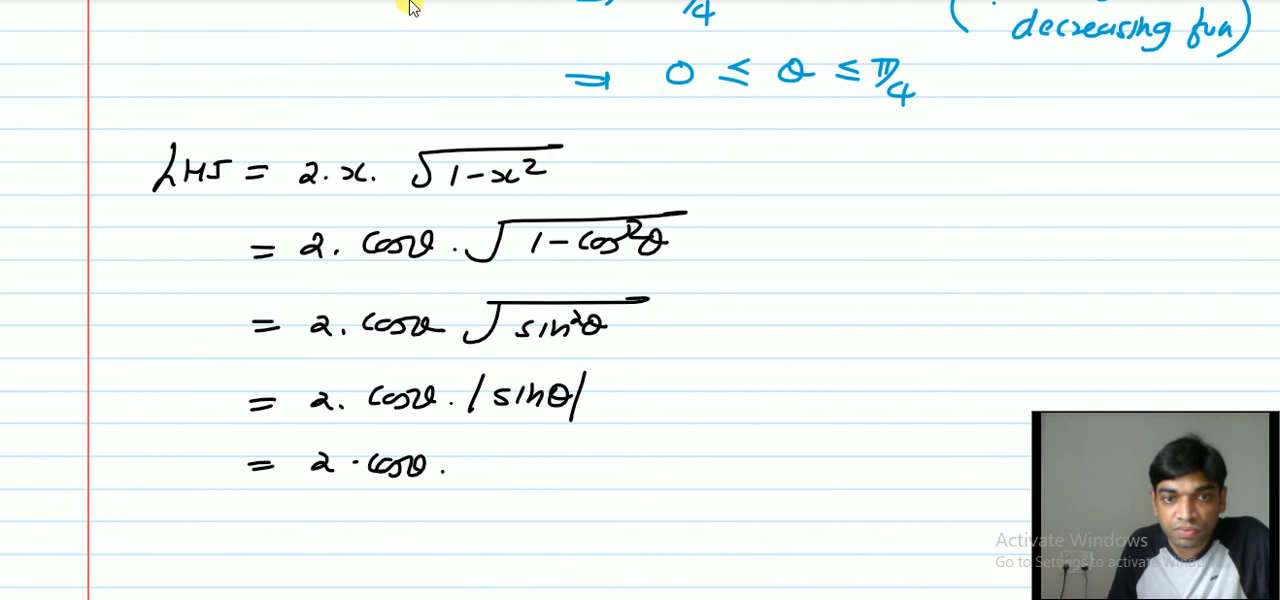 π/4
decreasing fun)
⇒ 0 ≤ θ ≤ π/4
LHS = 2.x. √(1-x²)
= 2. cosθ . √(1-cos²θ)
= 2. cosθ √(sin²θ)
= 2. cosθ . |sinθ|
= 2 . cosθ .
Activate Windows
Go to Settings to activate Windo